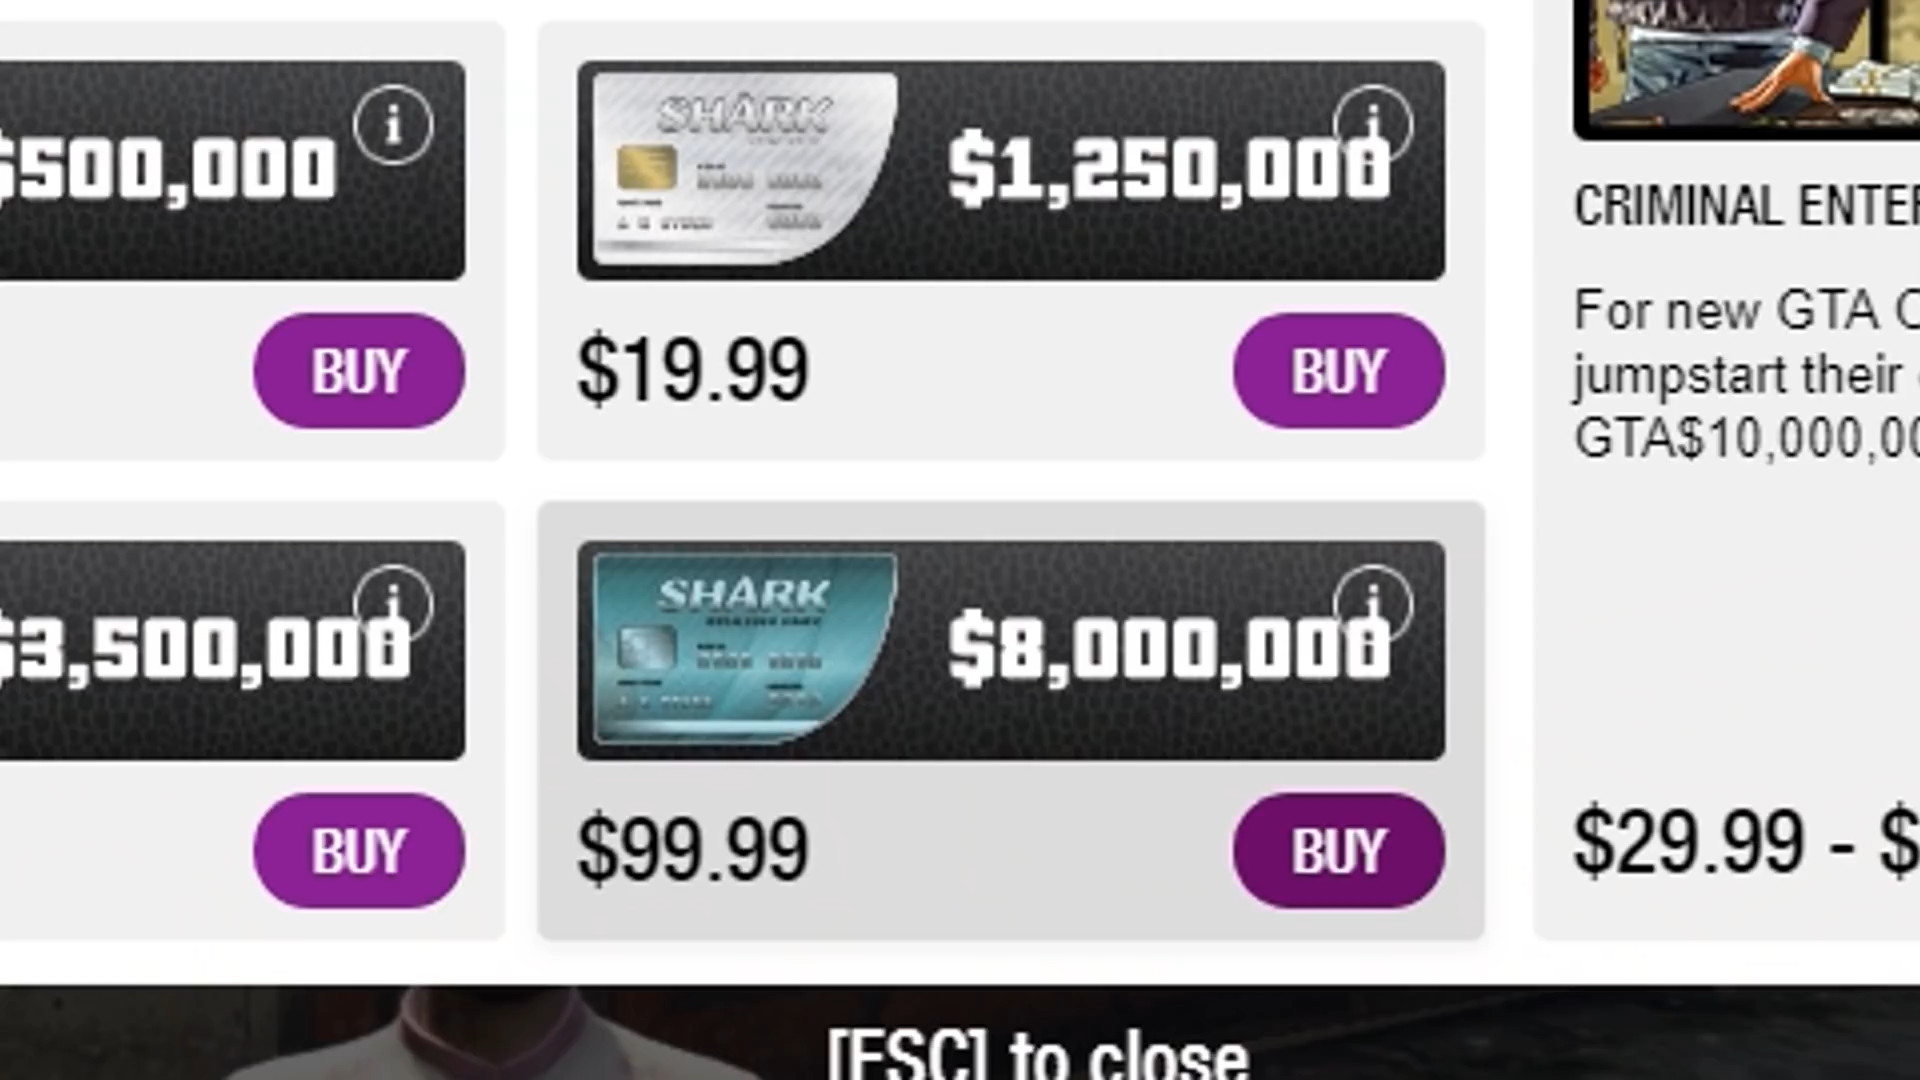 $500,000
i
BUY
SHARK
$1,250,000
i
$19.99
BUY
$3,500,000
i
BUY
SHARK
$8,000,000
i
$99.99
BUY
CRIMINAL ENTER
For new GTA O
jumpstart their
GTA$10,000,00
$29.99 - $
[ESC] to close